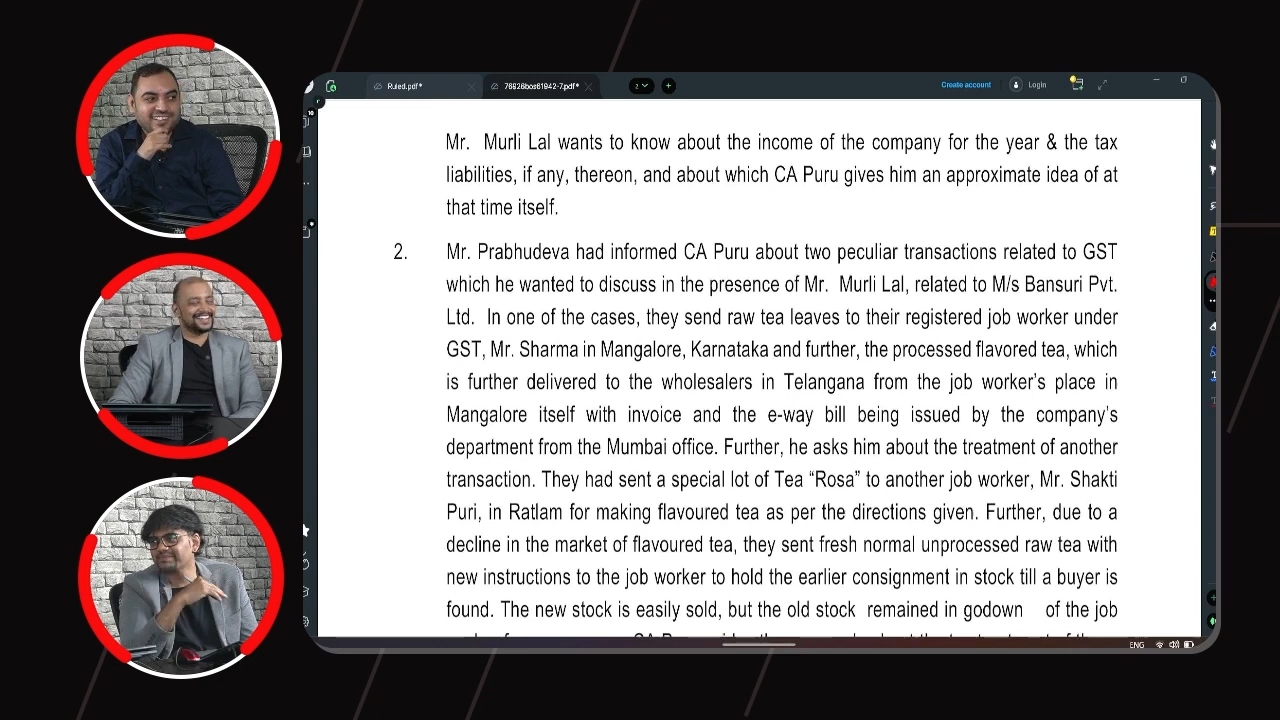 Ruled.pdf*
76926bos61942-7.pdf*
2
Create account
Login
Mr. Murli Lal wants to know about the income of the company for the year & the tax
liabilities, if any, thereon, and about which CA Puru gives him an approximate idea of at
that time itself.
2. Mr. Prabhudeva had informed CA Puru about two peculiar transactions related to GST
which he wanted to discuss in the presence of Mr. Murli Lal, related to M/s Bansuri Pvt.
Ltd. In one of the cases, they send raw tea leaves to their registered job worker under
GST, Mr. Sharma in Mangalore, Karnataka and further, the processed flavored tea, which
is further delivered to the wholesalers in Telangana from the job worker's place in
Mangalore itself with invoice and the e-way bill being issued by the company's
department from the Mumbai office. Further, he asks him about the treatment of another
transaction. They had sent a special lot of Tea “Rosa” to another job worker, Mr. Shakti
Puri, in Ratlam for making flavoured tea as per the directions given. Further, due to a
decline in the market of flavoured tea, they sent fresh normal unprocessed raw tea with
new instructions to the job worker to hold the earlier consignment in stock till a buyer is
found. The new stock is easily sold, but the old stock remained in godown of the job
ENG